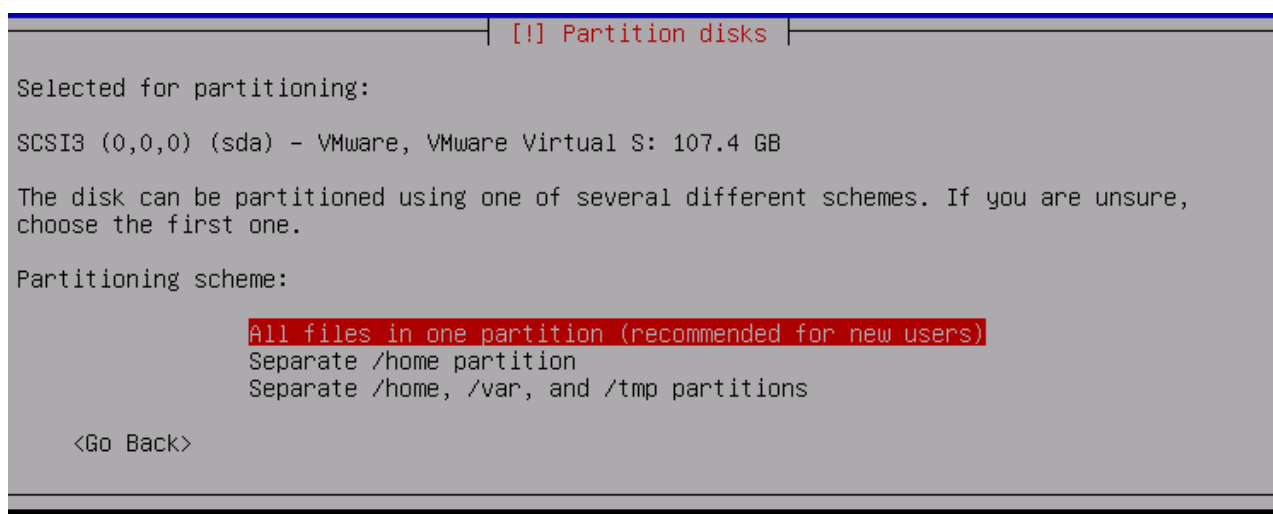 [!] Partition disks
Selected for partitioning:
SCSI3 (0,0,0) (sda) – VMware, VMware Virtual S: 107.4 GB
The disk can be partitioned using one of several different schemes. If you are unsure,
choose the first one.
Partitioning scheme:
All files in one partition (recommended for new users)
Separate /home partition
Separate /home, /var, and /tmp partitions
<Go Back>